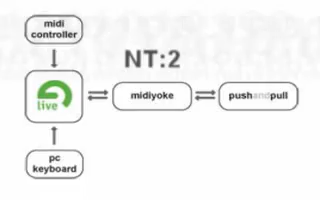 midi
controller
NT:2
live
midiyoke
pushandpull
pc
keyboard